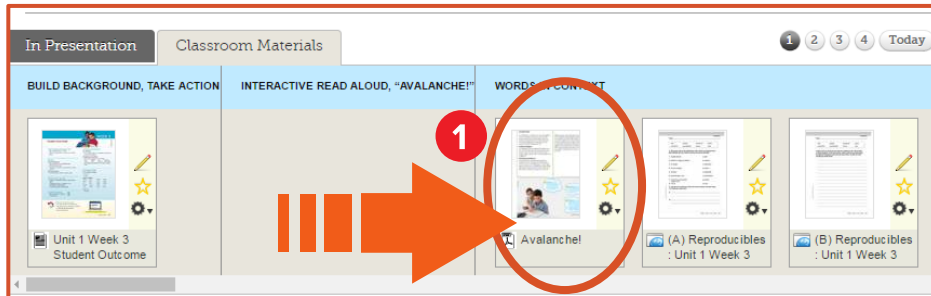 In Presentation
Classroom Materials
1 2 3 4 Today
BUILD BACKGROUND, TAKE ACTION
INTERACTIVE READ ALOUD, “AVALANCHE!”
WORDS CONTEXT
1
Unit 1 Week 3
Student Outcome
Avalanche!
(A) Reproducibles
: Unit 1 Week 3
(B) Reproducibles
: Unit 1 Week 3